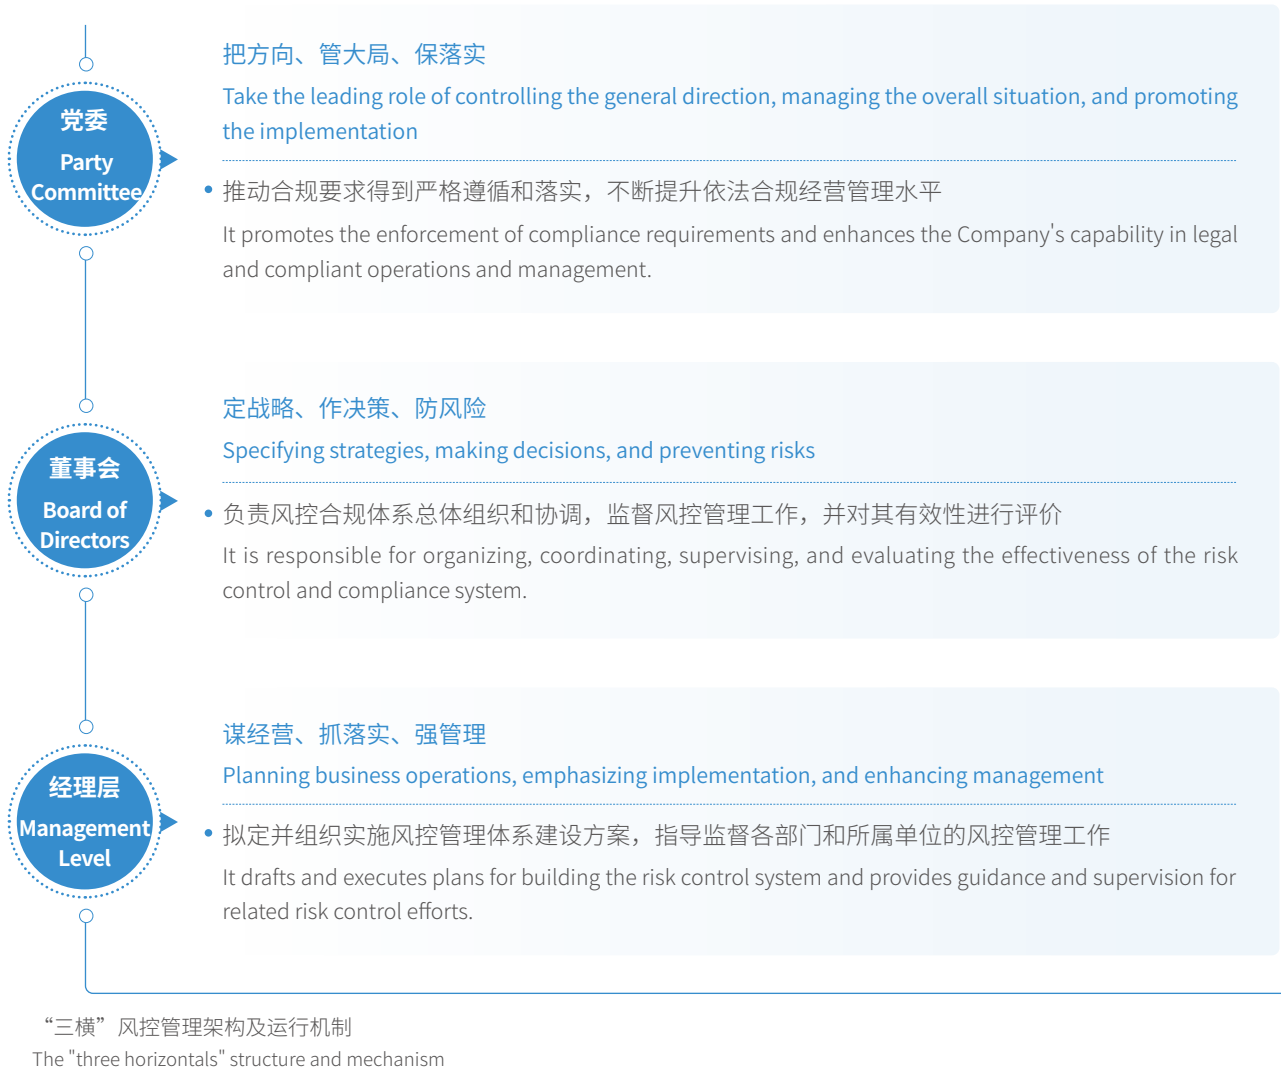 党委
Party
Committee
把方向、管大局、保落实
Take the leading role of controlling the general direction, managing the overall situation, and promoting
the implementation
推动合规要求得到严格遵循和落实，不断提升依法合规经营管理水平
It promotes the enforcement of compliance requirements and enhances the Company's capability in legal
and compliant operations and management.
董事会
Board of
Directors
定战略、作决策、防风险
Specifying strategies, making decisions, and preventing risks
负责风控合规体系总体组织和协调，监督风控管理工作，并对其有效性进行评价
It is responsible for organizing, coordinating, supervising, and evaluating the effectiveness of the risk
control and compliance system.
经理层
Management
Level
谋经营、抓落实、强管理
Planning business operations, emphasizing implementation, and enhancing management
拟定并组织实施风控管理体系建设方案，指导监督各部门和所属单位的风控管理工作
It drafts and executes plans for building the risk control system and provides guidance and supervision for
related risk control efforts.
“三横”风控管理架构及运行机制
The "three horizontals" structure and mechanism